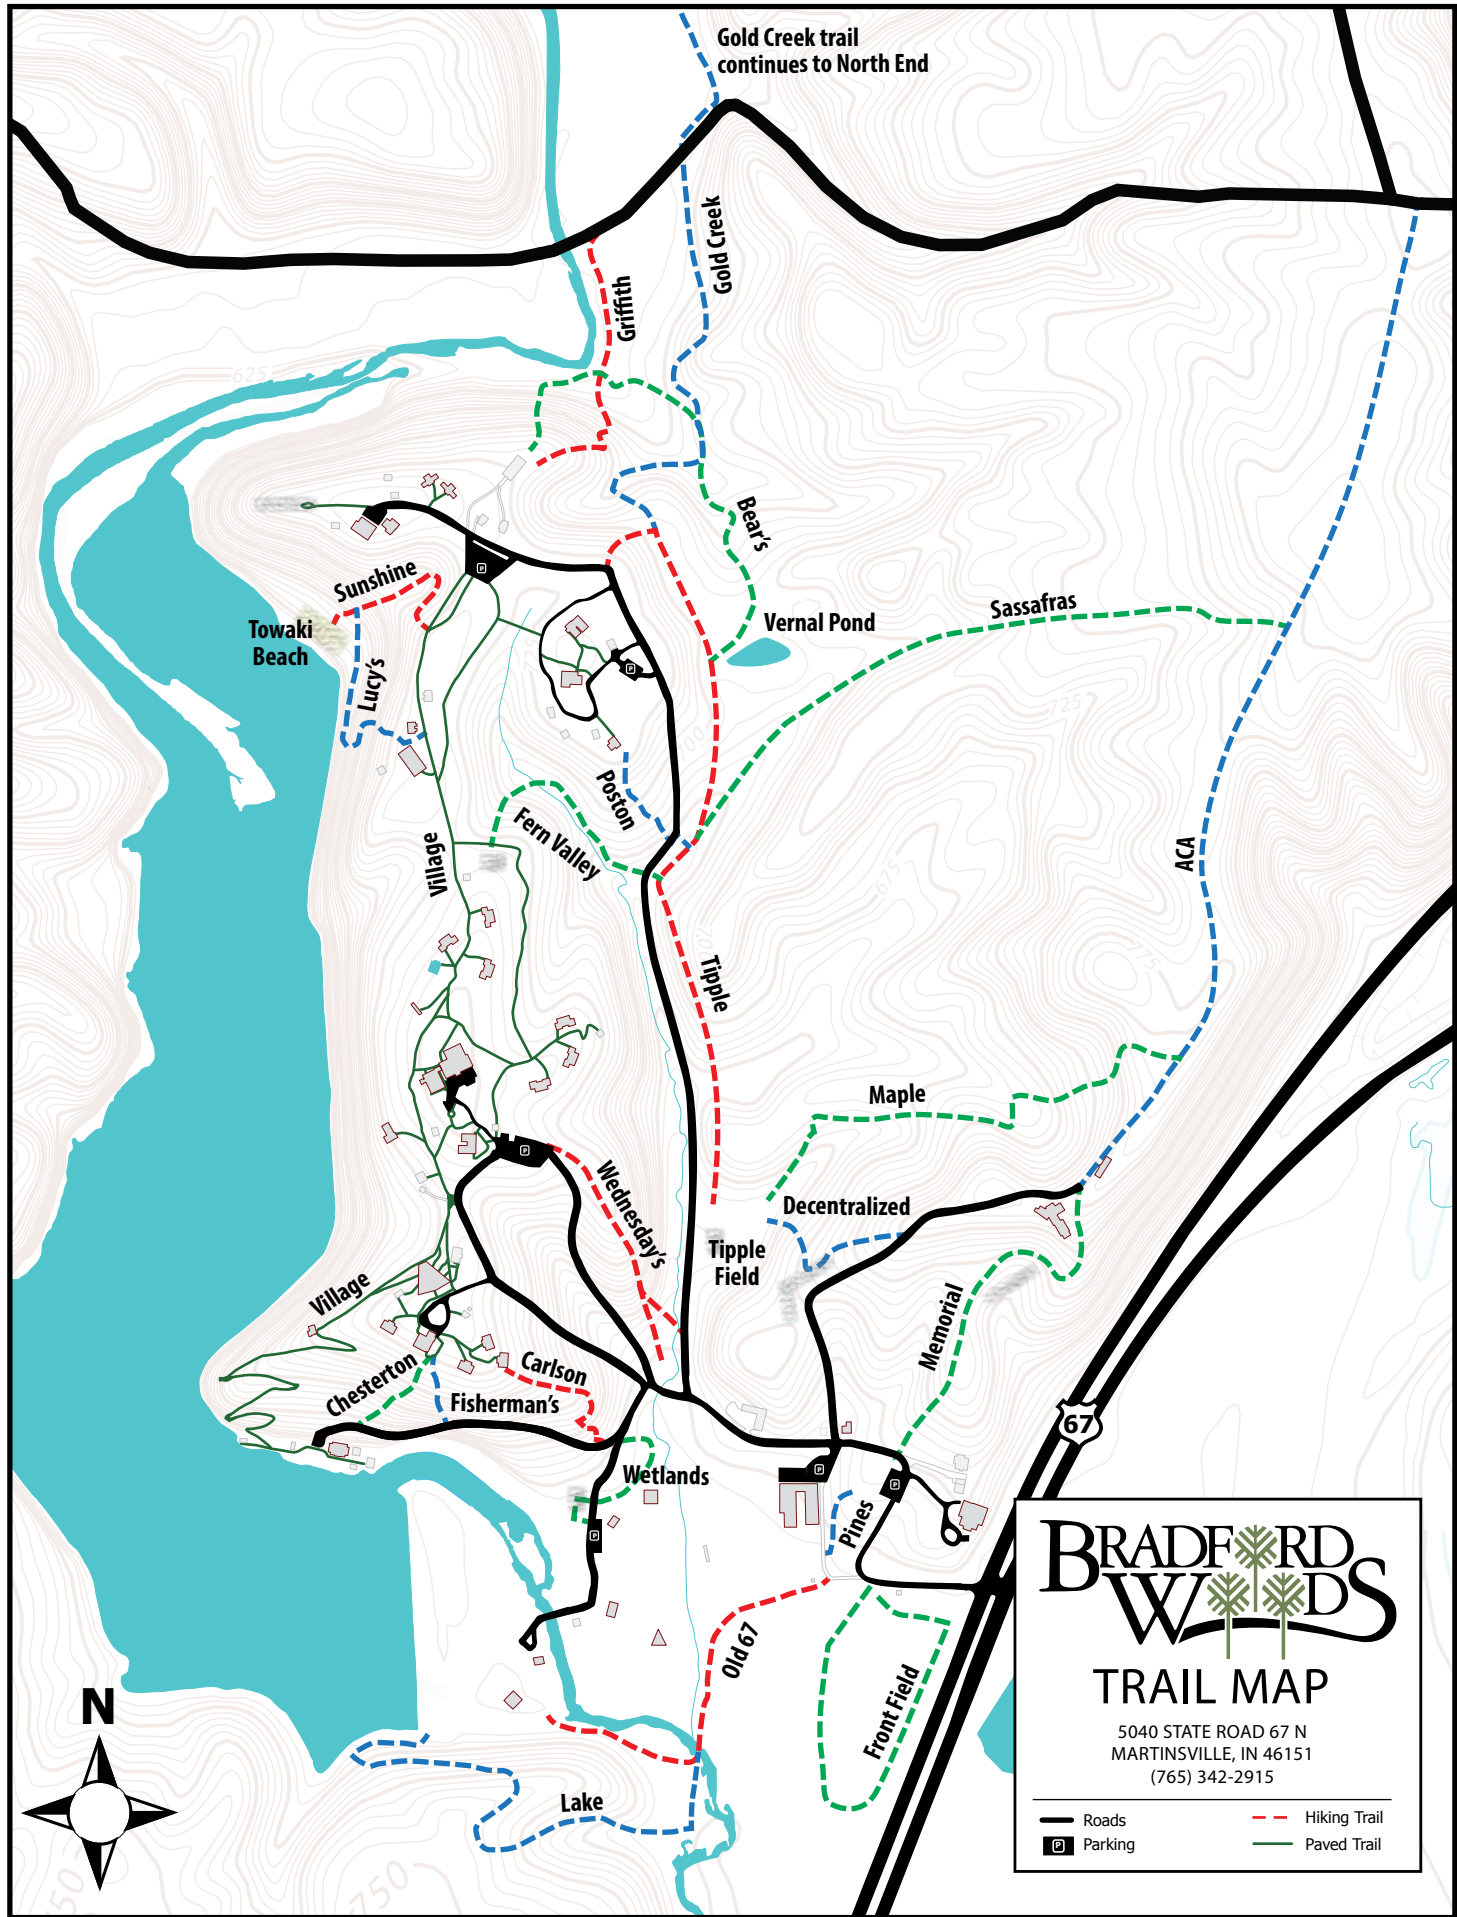 Gold Creek trail
continues to North End
Gold Creek
Griffith
625
Bear's
Sunshine
Towaki
Beach
Lucy's
Vernal Pond
Sassafras
Poston
Fern Valley
Village
ACA
Tipple
Maple
Wednesday's
Decentralized
Tipple
Field
Village
Memorial
Chesterton
Carlson
Fisherman's
67
Wetlands
Pines
Old 67
Front Field
Lake
N
750
BRADFORD
WOODS
TRAIL MAP
5040 STATE ROAD 67 N
MARTINSVILLE, IN 46151
(765) 342-2915
Roads
Hiking Trail
P Parking
Paved Trail